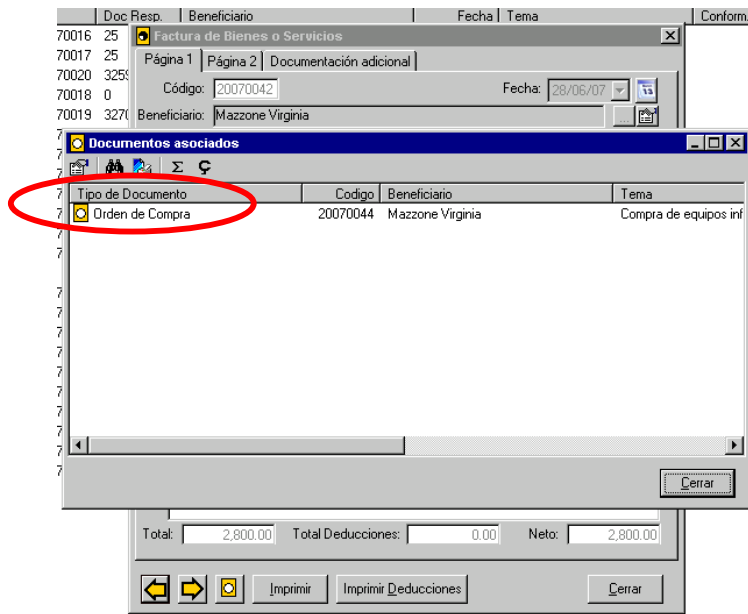 Doc Resp. Beneficiario Fecha Tema Conform.
70016 25 Factura de Bienes o Servicios
70017 25 Página 1 Página 2 Documentación adicional
70020 325
70018 0 Código: 20070042 Fecha: 28/06/07
70019 327 Beneficiario: Mazzone Virginia ...
Documentos asociados
Σ Ç
Tipo de Documento Codigo Beneficiario Tema
Orden de Compra 20070044 Mazzone Virginia Compra de equipos inf
Cerrar
Total: 2,800.00 Total Deducciones: 0.00 Neto: 2,800.00
Imprimir Imprimir Deducciones Cerrar